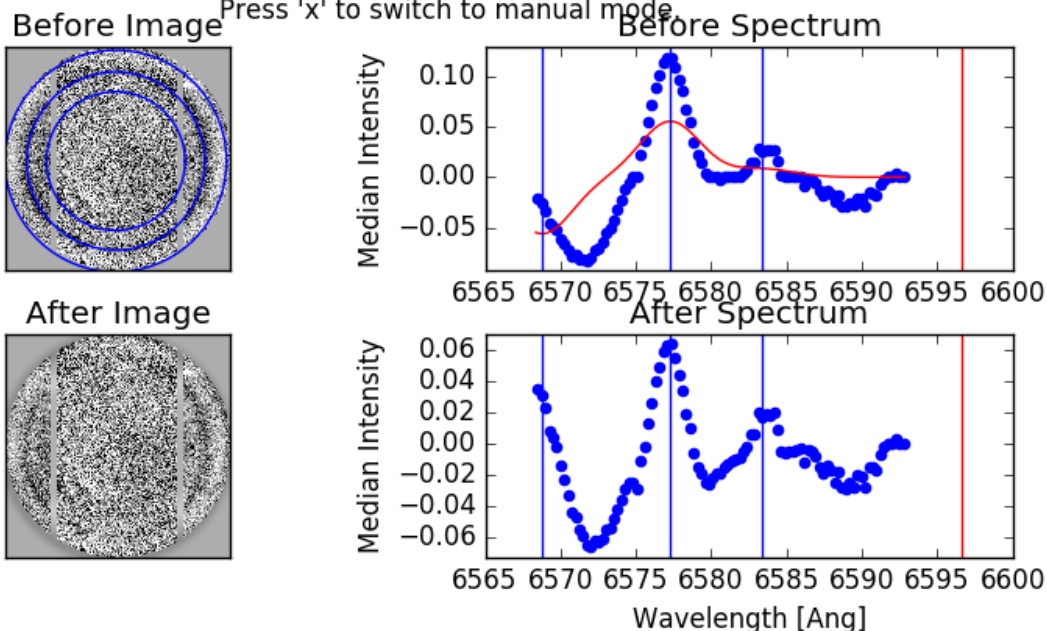 Press 'x' to switch to manual mode.
Before Image
Before Spectrum
Median Intensity
0.10
0.05
0.00
−0.05
6565 6570 6575 6580 6585 6590 6595 6600
After Image
After Spectrum
Median Intensity
0.06
0.04
0.02
0.00
−0.02
−0.04
−0.06
6565 6570 6575 6580 6585 6590 6595 6600
Wavelength [Ang]